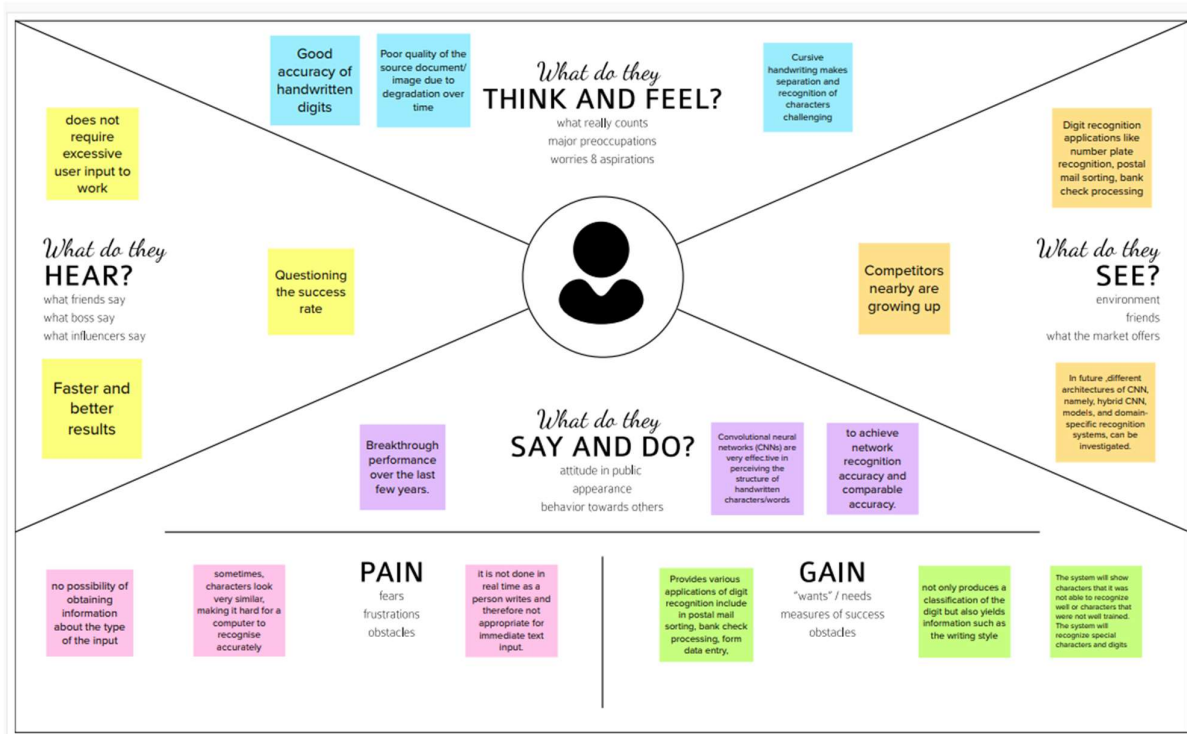 Good
accuracy of
handwritten
digits
Poor quality of the
source document/
image due to
degradation over
time
What do they
THINK AND FEEL?
what really counts
major preoccupations
worries & aspirations
Cursive
handwriting makes
separation and
recognition of
characters
challenging
does not
require
excessive
user input to
work
What do they
HEAR?
what friends say
what boss say
what influencers say
Questioning
the success
rate
Faster and
better
results
Digit recognition
applications like
number plate
recognition, postal
mail sorting, bank
check processing
Competitors
nearby are
growing up
What do they
SEE?
environment
friends
what the market offers
In future ,different
architectures of CNN,
namely, hybrid CNN,
models, and domain-
specific recognition
systems, can be
investigated.
Breakthrough
performance
over the last
few years.
What do they
SAY AND DO?
attitude in public
appearance
behavior towards others
Convolutional neural
networks (CNNs) are
very effec.tive in
perceiving the
structure of
handwritten
characters/words
to achieve
network
recognition
accuracy and
comparable
accuracy.
no possibility of
obtaining
information
about the type
of the input
sometimes,
characters look
very similar,
making it hard for a
computer to
recognise
accurately
PAIN
fears
frustrations
obstacles
it is not done in
real time as a
person writes and
therefore not
appropriate for
immediate text
input.
Provides various
applications of digit
recognition include
in postal mail
sorting, bank check
processing, form
data entry,
GAIN
"wants" / needs
measures of success
obstacles
not only produces a
classification of the
digit but also yields
information such as
the writing style
The system will show
characters that it was
not able to recognize
well or characters that
were not well trained.
The system will
recognize special
characters and digits